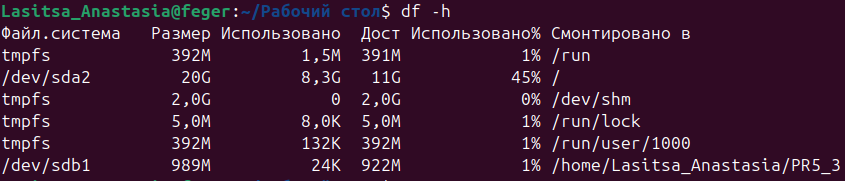 Lasitsa_Anastasia@feger:~/Рабочий стол$ df -h
Файл.система Размер Использовано Дост Использовано% Смонтировано в
tmpfs 392M 1,5M 391M 1% /run
/dev/sda2 20G 8,3G 11G 45% /
tmpfs 2,0G 0 2,0G 0% /dev/shm
tmpfs 5,0M 8,0K 5,0M 1% /run/lock
tmpfs 392M 132K 392M 1% /run/user/1000
/dev/sdb1 989M 24K 922M 1% /home/Lasitsa_Anastasia/PR5_3